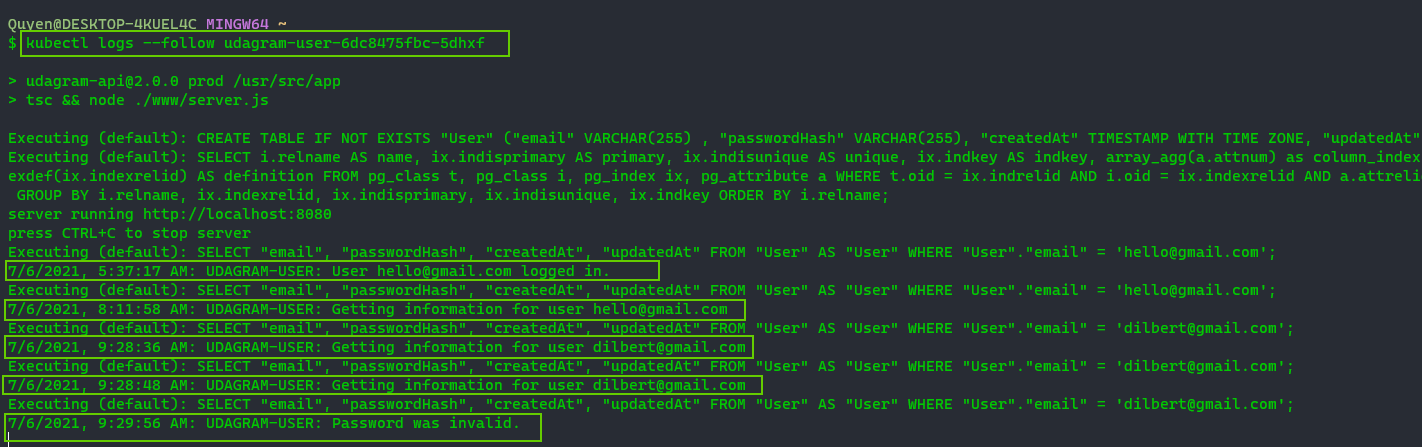 Quyen@DESKTOP-4KUEL4C MINGW64 ~
$ kubectl logs --follow udagram-user-6dc8475fbc-5dhxf
> udagram-api@2.0.0 prod /usr/src/app
> tsc && node ./www/server.js
Executing (default): CREATE TABLE IF NOT EXISTS "User" ("email" VARCHAR(255) , "passwordHash" VARCHAR(255), "createdAt" TIMESTAMP WITH TIME ZONE, "updatedAt"
Executing (default): SELECT i.relname AS name, ix.indisprimary AS primary, ix.indisunique AS unique, ix.indkey AS indkey, array_agg(a.attnum) as column_index
exdef(ix.indexrelid) AS definition FROM pg_class t, pg_class i, pg_index ix, pg_attribute a WHERE t.oid = ix.indrelid AND i.oid = ix.indexrelid AND a.attreli
GROUP BY i.relname, ix.indexrelid, ix.indisprimary, ix.indisunique, ix.indkey ORDER BY i.relname;
server running http://localhost:8080
press CTRL+C to stop server
Executing (default): SELECT "email", "passwordHash", "createdAt", "updatedAt" FROM "User" AS "User" WHERE "User"."email" = 'hello@gmail.com';
7/6/2021, 5:37:17 AM: UDAGRAM-USER: User hello@gmail.com logged in.
Executing (default): SELECT "email", "passwordHash", "createdAt", "updatedAt" FROM "User" AS "User" WHERE "User"."email" = 'hello@gmail.com';
7/6/2021, 8:11:58 AM: UDAGRAM-USER: Getting information for user hello@gmail.com
Executing (default): SELECT "email", "passwordHash", "createdAt", "updatedAt" FROM "User" AS "User" WHERE "User"."email" = 'dilbert@gmail.com';
7/6/2021, 9:28:36 AM: UDAGRAM-USER: Getting information for user dilbert@gmail.com
Executing (default): SELECT "email", "passwordHash", "createdAt", "updatedAt" FROM "User" AS "User" WHERE "User"."email" = 'dilbert@gmail.com';
7/6/2021, 9:28:48 AM: UDAGRAM-USER: Getting information for user dilbert@gmail.com
Executing (default): SELECT "email", "passwordHash", "createdAt", "updatedAt" FROM "User" AS "User" WHERE "User"."email" = 'dilbert@gmail.com';
7/6/2021, 9:29:56 AM: UDAGRAM-USER: Password was invalid.